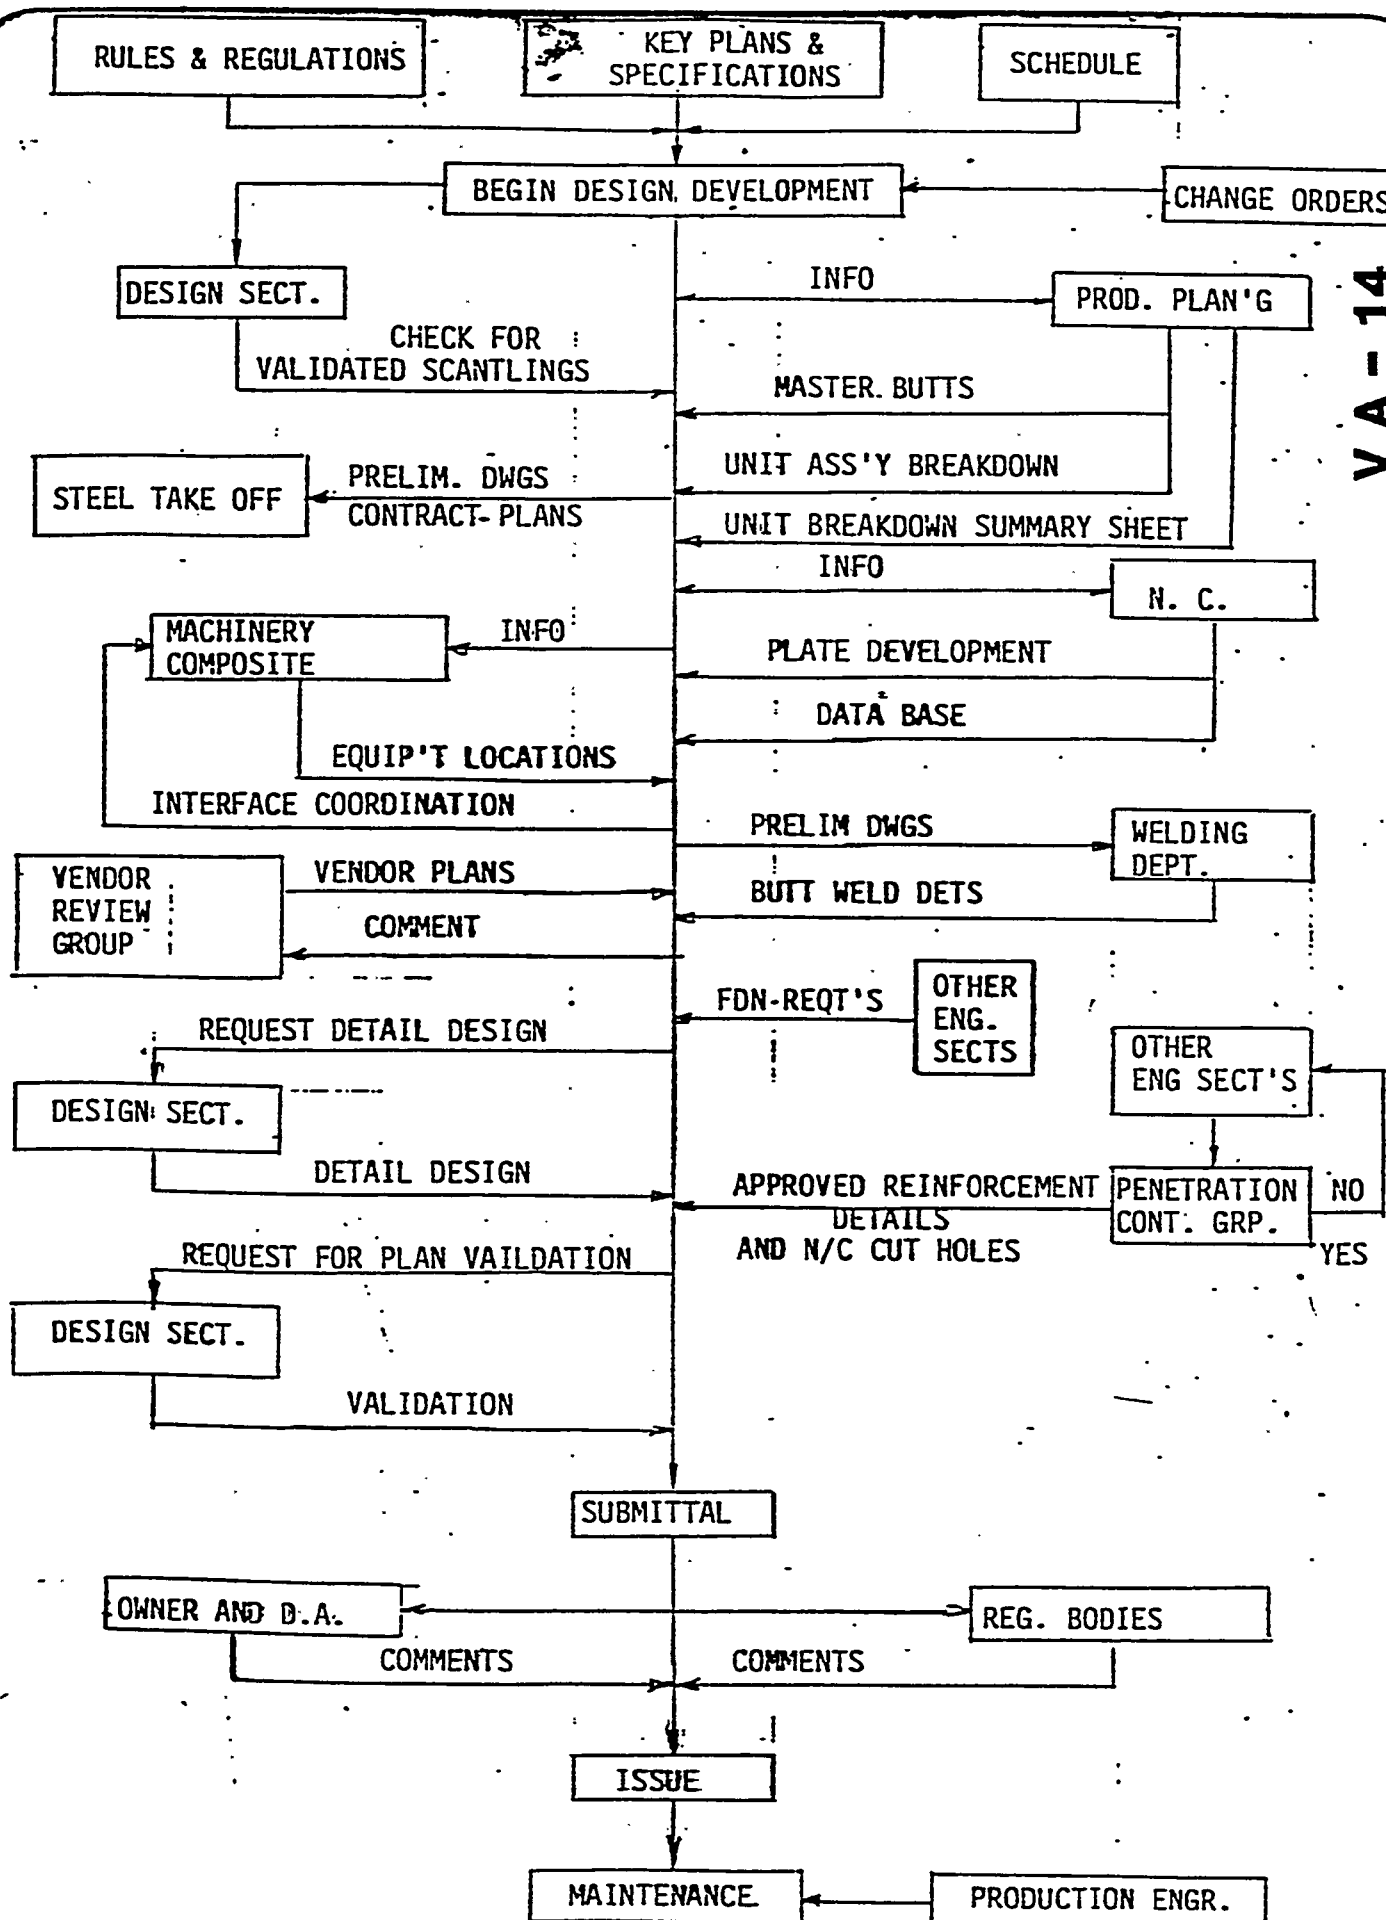 RULES & REGULATIONS
KEY PLANS &
SPECIFICATIONS
SCHEDULE
BEGIN DESIGN DEVELOPMENT
CHANGE ORDERS
DESIGN SECT.
INFO
PROD. PLAN'G
V A - 14
CHECK FOR
VALIDATED SCANTLINGS
MASTER BUTTS
UNIT ASS'Y BREAKDOWN
STEEL TAKE OFF
PRELIM. DWGS
CONTRACT-PLANS
UNIT BREAKDOWN SUMMARY SHEET
INFO
N. C.
MACHINERY
COMPOSITE
INFO
PLATE DEVELOPMENT
DATA BASE
EQUIP'T LOCATIONS
INTERFACE COORDINATION
PRELIM DWGS
WELDING
DEPT.
VENDOR
REVIEW
GROUP
VENDOR PLANS
BUTT WELD DETS
COMMENT
FDN-REQT'S
OTHER
ENG.
SECTS
REQUEST DETAIL DESIGN
OTHER
ENG SECT'S
DESIGN SECT.
DETAIL DESIGN
APPROVED REINFORCEMENT
DETAILS
AND N/C CUT HOLES
PENETRATION
CONT. GRP.
NO
YES
REQUEST FOR PLAN VAILDATION
DESIGN SECT.
VALIDATION
SUBMITTAL
OWNER AND D.A.
REG. BODIES
COMMENTS
COMMENTS
ISSUE
MAINTENANCE
PRODUCTION ENGR.